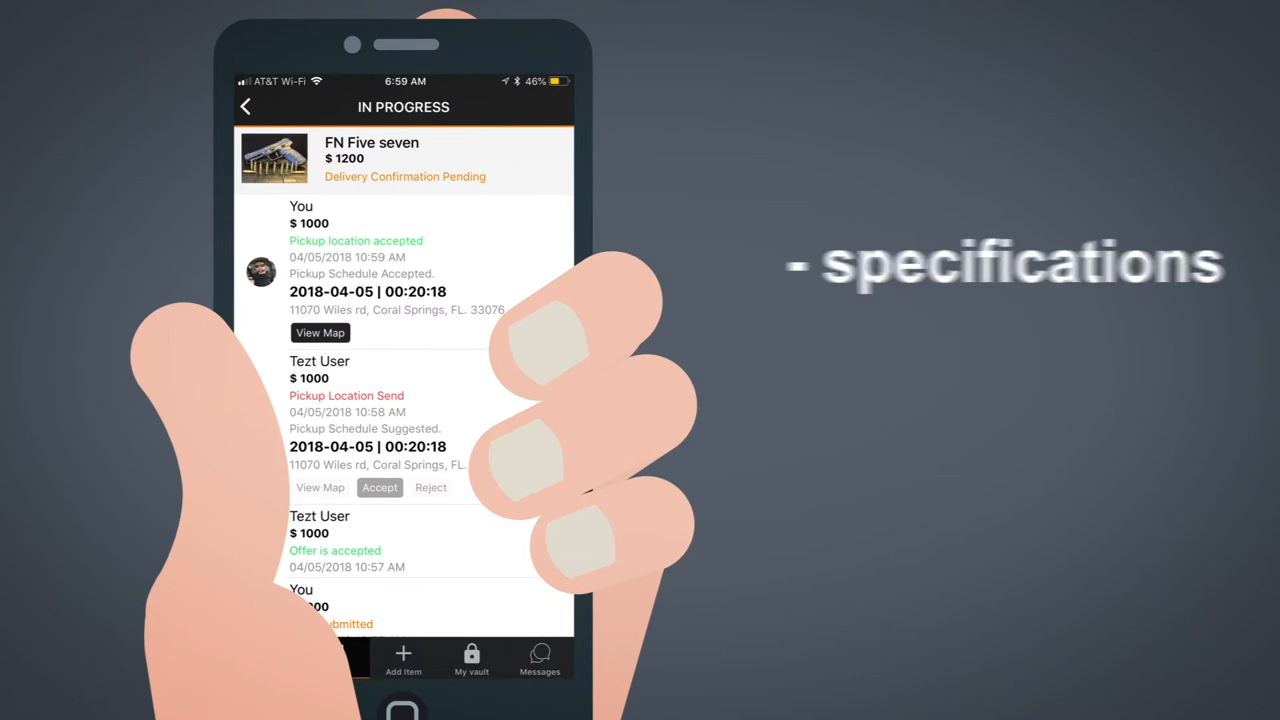 AT&T Wi-Fi 6:59 AM 46%
IN PROGRESS
FN Five seven
$ 1200
Delivery Confirmation Pending
You
$ 1000
Pickup location accepted
04/05/2018 10:59 AM
Pickup Schedule Accepted.
2018-04-05 | 00:20:18
11070 Wiles rd, Coral Springs, FL. 33076
View Map
Tezt User
$ 1000
Pickup Location Send
04/05/2018 10:58 AM
Pickup Schedule Suggested.
2018-04-05 | 00:20:18
11070 Wiles rd, Coral Springs, FL.
View Map Accept Reject
Tezt User
$ 1000
Offer is accepted
04/05/2018 10:57 AM
You
Add Item My vault Messages
- specifications